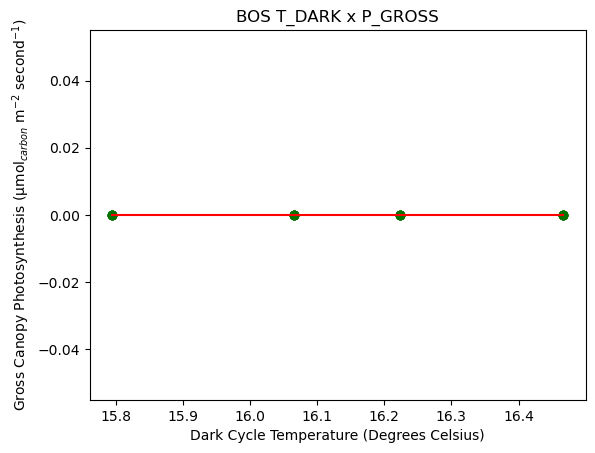 BOS T_DARK x P_GROSS
Gross Canopy Photosynthesis (μmol_carbon m⁻² second⁻¹)
0.04
0.02
0.00
−0.02
−0.04
15.8 15.9 16.0 16.1 16.2 16.3 16.4
Dark Cycle Temperature (Degrees Celsius)